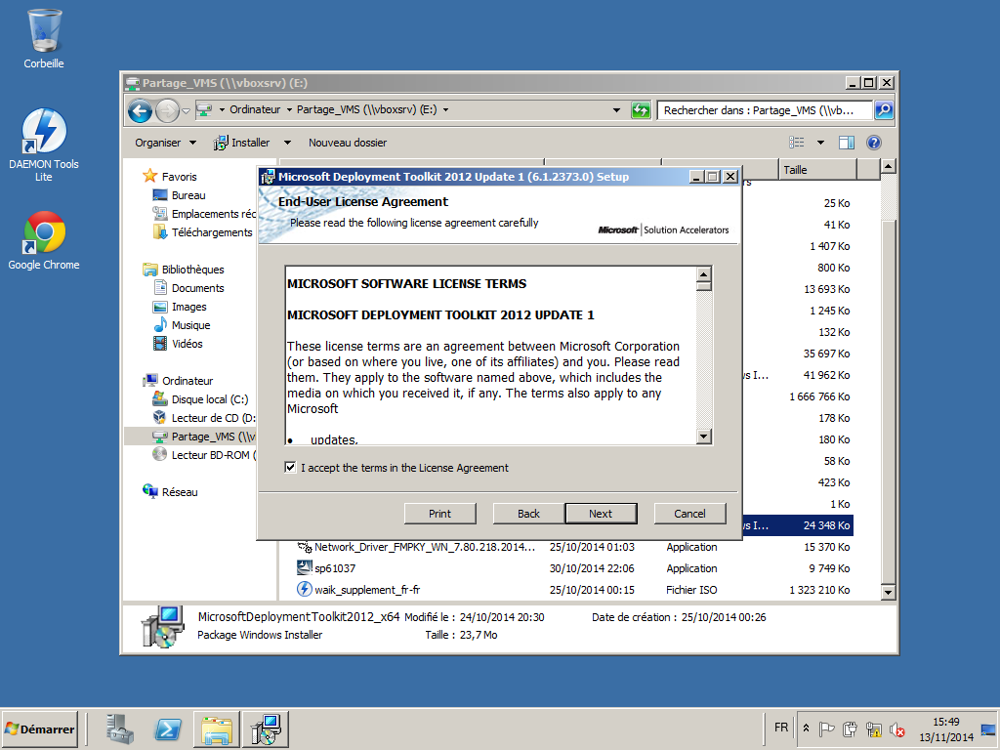 Corbeille
DAEMON Tools
Lite
Google Chrome
Partage_VMS (\\vboxsrv) (E:)
Ordinateur Partage_VMS (\\vboxsrv) (E:)
Rechercher dans : Partage_VMS (\\vb...
Organiser Installer Nouveau dossier
Taille
Favoris
Bureau
Emplacements réc
Téléchargements
Bibliothèques
Documents
Images
Musique
Vidéos
Ordinateur
Disque local (C:)
Lecteur de CD (D:
Partage_VMS (\\v
Lecteur BD-ROM (
Réseau
Microsoft Deployment Toolkit 2012 Update 1 (6.1.2373.0) Setup
End-User License Agreement
Please read the following license agreement carefully
Microsoft Solution Accelerators
MICROSOFT SOFTWARE LICENSE TERMS
MICROSOFT DEPLOYMENT TOOLKIT 2012 UPDATE 1
These license terms are an agreement between Microsoft Corporation
(or based on where you live, one of its affiliates) and you. Please read
them. They apply to the software named above, which includes the
media on which you received it, if any. The terms also apply to any
Microsoft
• updates,
I accept the terms in the License Agreement
Print Back Next Cancel
25 Ko
41 Ko
1 407 Ko
800 Ko
13 693 Ko
1 245 Ko
132 Ko
35 697 Ko
s I... 41 962 Ko
1 666 766 Ko
178 Ko
180 Ko
58 Ko
423 Ko
1 Ko
s I... 24 348 Ko
Network_Driver_FMPKY_WN_7.80.218.2014... 25/10/2014 01:03 Application 15 370 Ko
sp61037 30/10/2014 22:06 Application 9 749 Ko
waik_supplement_fr-fr 25/10/2014 00:15 Fichier ISO 1 323 210 Ko
MicrosoftDeploymentToolkit2012_x64 Modifié le : 24/10/2014 20:30 Date de création : 25/10/2014 00:26
Package Windows Installer Taille : 23,7 Mo
Démarrer
FR
15:49
13/11/2014